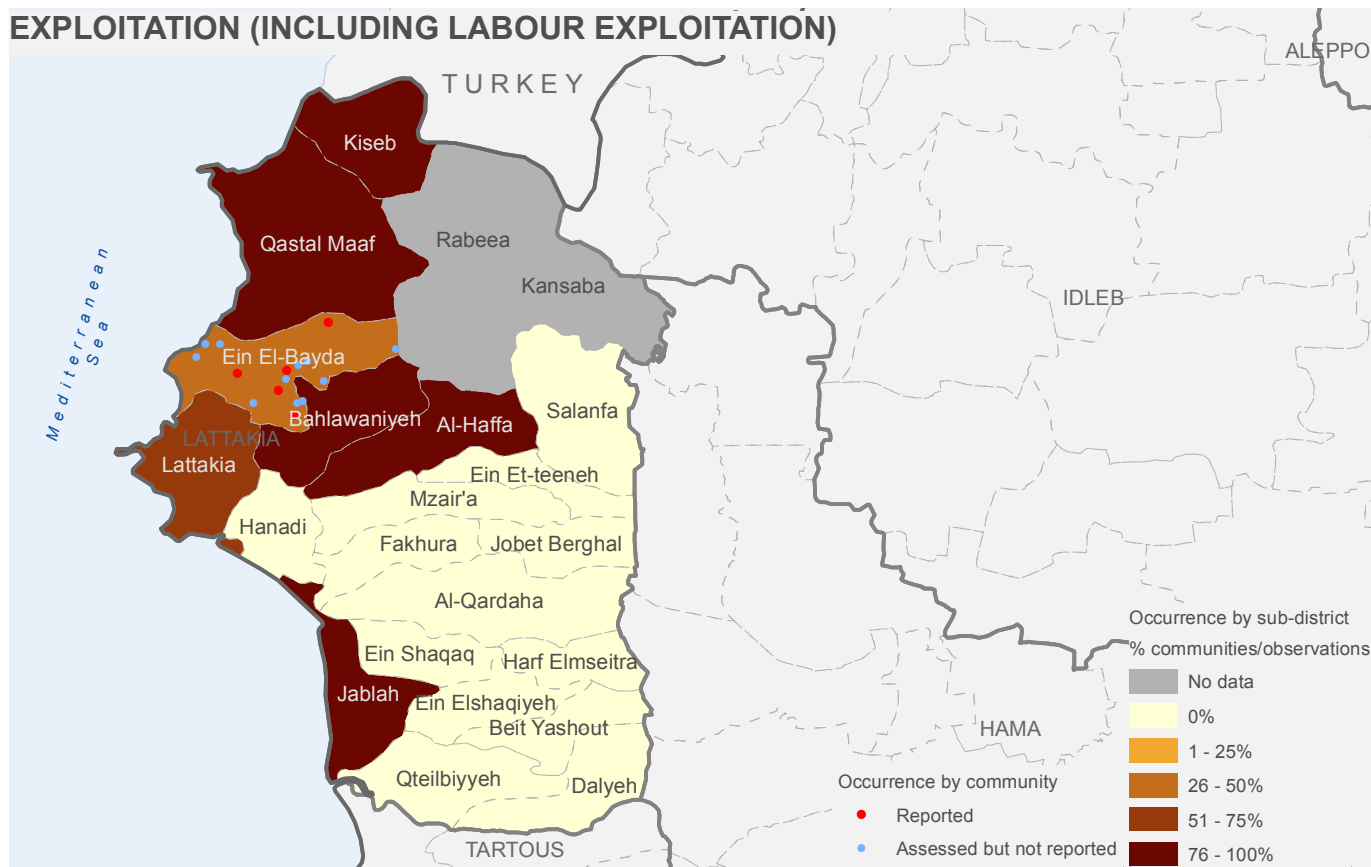 EXPLOITATION (INCLUDING LABOUR EXPLOITATION)
ALEPPO
TURKEY
Kiseb
Qastal Maaf
Rabeea
Kansaba
IDLEB
Mediterranean
Sea
Ein El-Bayda
Bahlawaniyeh
Al-Haffa
Salanfa
LATTAKIA
Lattakia
Ein Et-teeneh
Mzair'a
Hanadi
Fakhura
Jobet Berghal
Al-Qardaha
Ein Shaqaq
Harf Elmseitra
Jablah
Ein Elshaqiyeh
Beit Yashout
HAMA
Qteilbiyyeh
Dalyeh
TARTOUS
Occurrence by sub-district
% communities/observations
No data
0%
1 - 25%
26 - 50%
51 - 75%
76 - 100%
Occurrence by community
Reported
Assessed but not reported